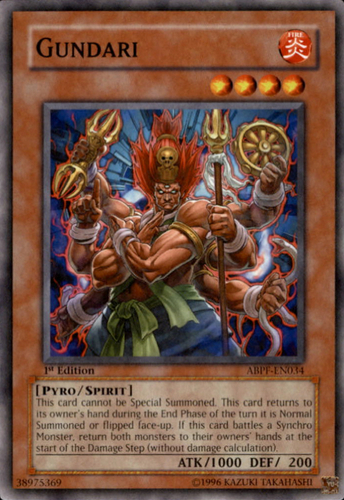 GUNDARI
FIRE
炎
1st Edition
ABPF-EN034
[PYRO/SPIRIT]
This card cannot be Special Summoned. This card returns to
its owner's hand during the End Phase of the turn it is Normal
Summoned or flipped face-up. If this card battles a Synchro
Monster, return both monsters to their owners' hands at the
start of the Damage Step (without damage calculation).
ATK/1000 DEF/ 200
38975369
©1996 KAZUKI TAKAHASHI